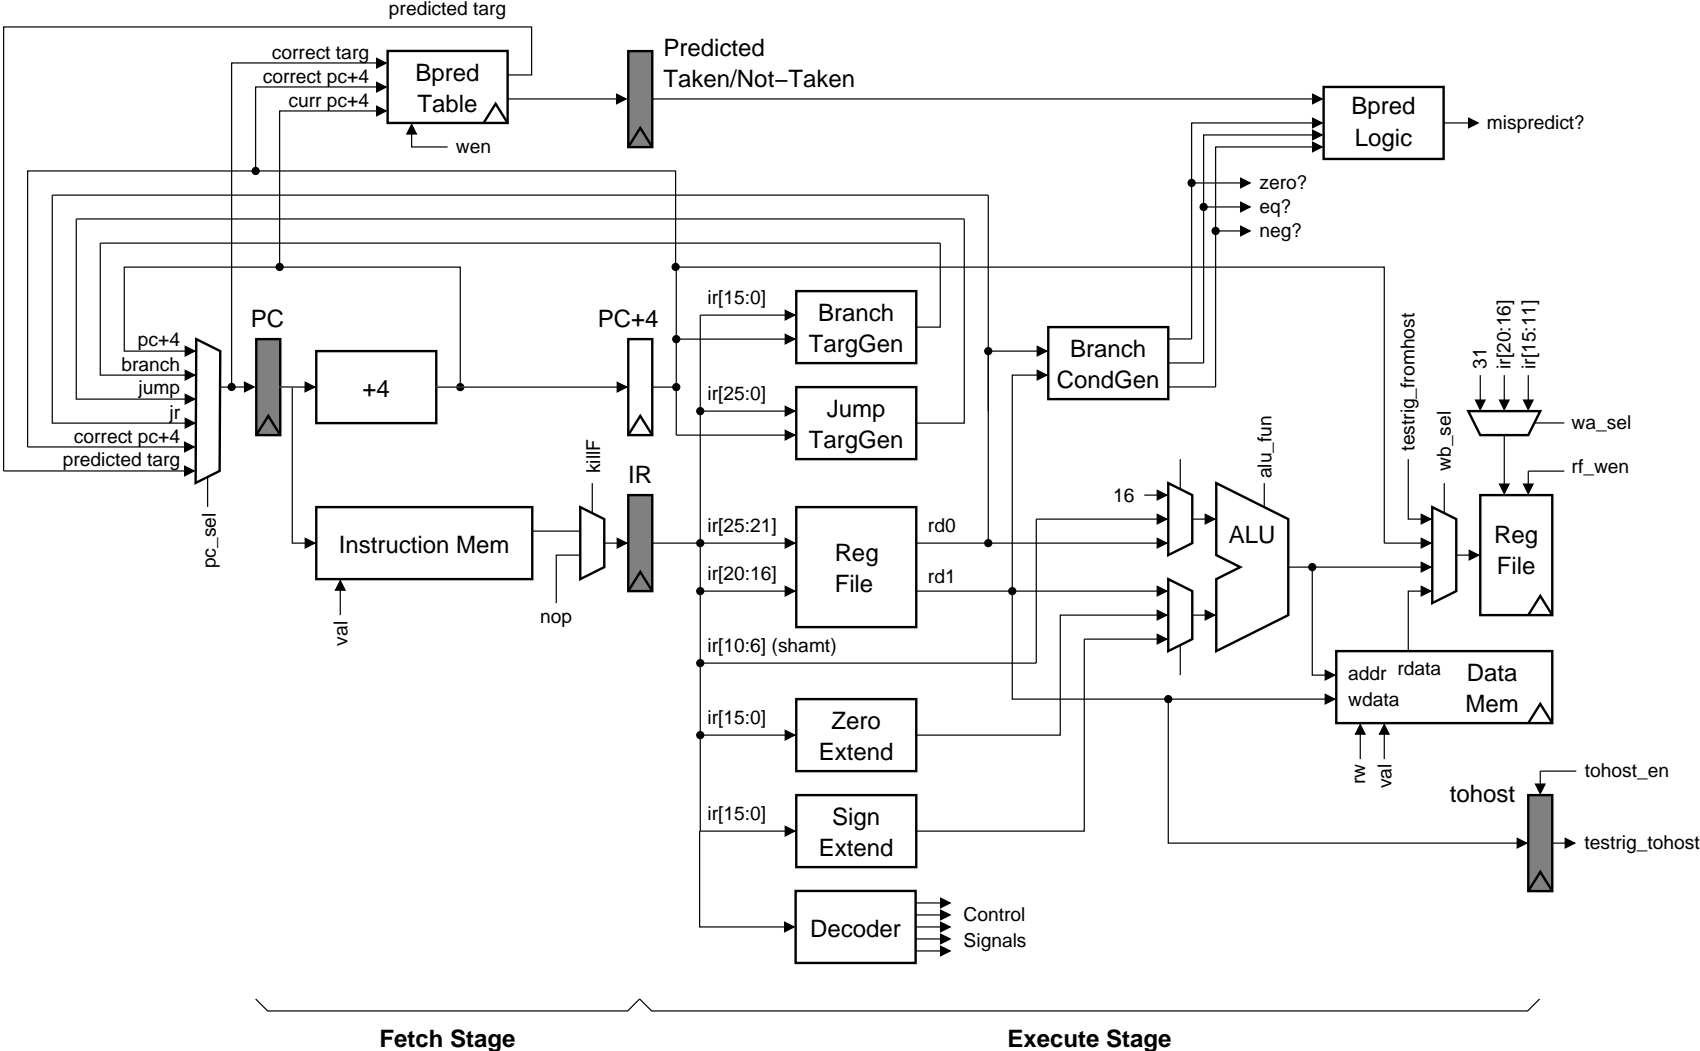 predicted targ
correct targ
correct pc+4
curr pc+4
Bpred
Table
wen
Predicted
Taken/Not−Taken
Bpred
Logic
mispredict?
zero?
eq?
neg?
pc+4
branch
jump
jr
correct pc+4
predicted targ
pc_sel
PC
+4
PC+4
Instruction Mem
val
killF
nop
IR
ir[15:0]
Branch
TargGen
ir[25:0]
Jump
TargGen
ir[25:21]
ir[20:16]
Reg
File
rd0
rd1
ir[10:6] (shamt)
ir[15:0]
Zero
Extend
ir[15:0]
Sign
Extend
Decoder
Control
Signals
Branch
CondGen
16
alu_fun
ALU
testrig_fromhost
wb_sel
31
ir[20:16]
ir[15:11]
wa_sel
rf_wen
Reg
File
addr
rdata
wdata
Data
Mem
rw
val
tohost_en
tohost
testrig_tohost
Fetch Stage
Execute Stage